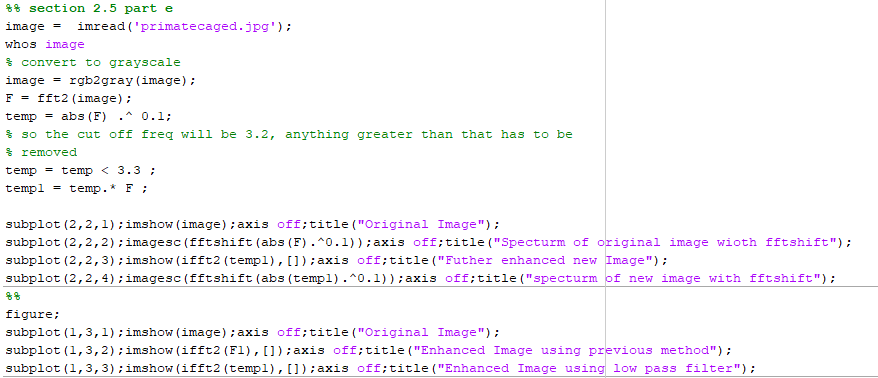 %% section 2.5 part e
image =  imread('primatecaged.jpg');
whos image
% convert to grayscale
image = rgb2gray(image);
F = fft2(image);
temp = abs(F) .^ 0.1;
% so the cut off freq will be 3.2, anything greater than that has to be
% removed
temp = temp < 3.3 ;
temp1 = temp.* F ;
subplot(2,2,1);imshow(image);axis off;title("Original Image");
subplot(2,2,2);imagesc(fftshift(abs(F).^0.1));axis off;title("Specturm of original image wioth fftshift");
subplot(2,2,3);imshow(ifft2(temp1),[]);axis off;title("Futher enhanced new Image");
subplot(2,2,4);imagesc(fftshift(abs(temp1).^0.1));axis off;title("specturm of new image with fftshift");
%%
figure;
subplot(1,3,1);imshow(image);axis off;title("Original Image");
subplot(1,3,2);imshow(ifft2(F1),[]);axis off;title("Enhanced Image using previous method");
subplot(1,3,3);imshow(ifft2(temp1),[]);axis off;title("Enhanced Image using low pass filter");